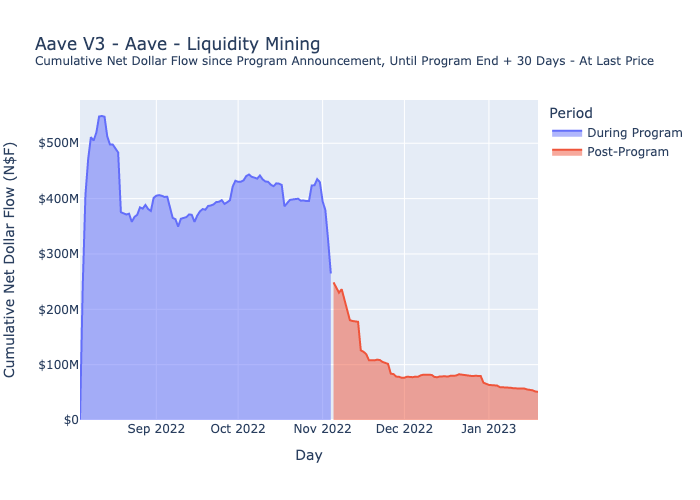 Aave V3 - Aave - Liquidity Mining
Cumulative Net Dollar Flow since Program Announcement, Until Program End + 30 Days - At Last Price
Period
During Program
Post-Program
Cumulative Net Dollar Flow (N$F)
$500M
$400M
$300M
$200M
$100M
$0
Sep 2022
Oct 2022
Nov 2022
Dec 2022
Jan 2023
Day